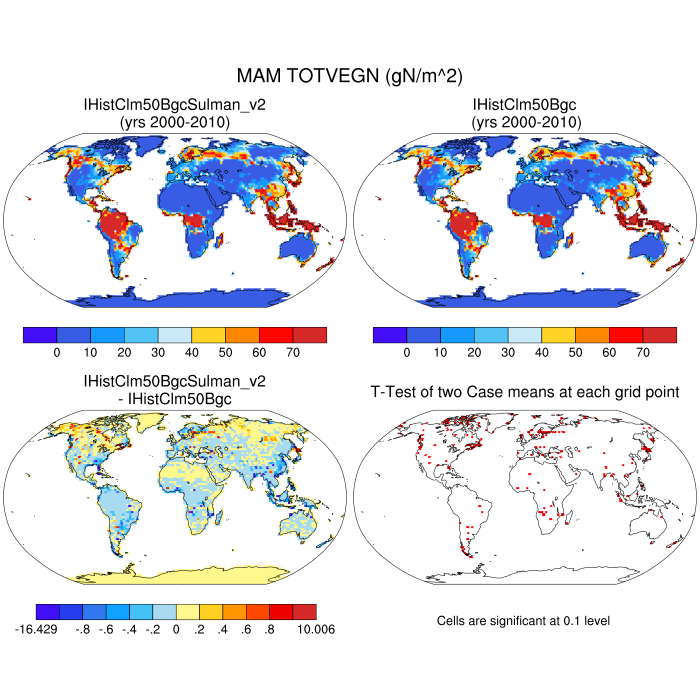 MAM TOTVEGN (gN/m^2)
IHistClm50BgcSulman_v2
(yrs 2000-2010)
IHistClm50Bgc
(yrs 2000-2010)
0 10 20 30 40 50 60 70
0 10 20 30 40 50 60 70
IHistClm50BgcSulman_v2
- IHistClm50Bgc
T-Test of two Case means at each grid point
-16.429 -.8 -.6 -.4 -.2 0 .2 .4 .6 .8 10.006
Cells are significant at 0.1 level